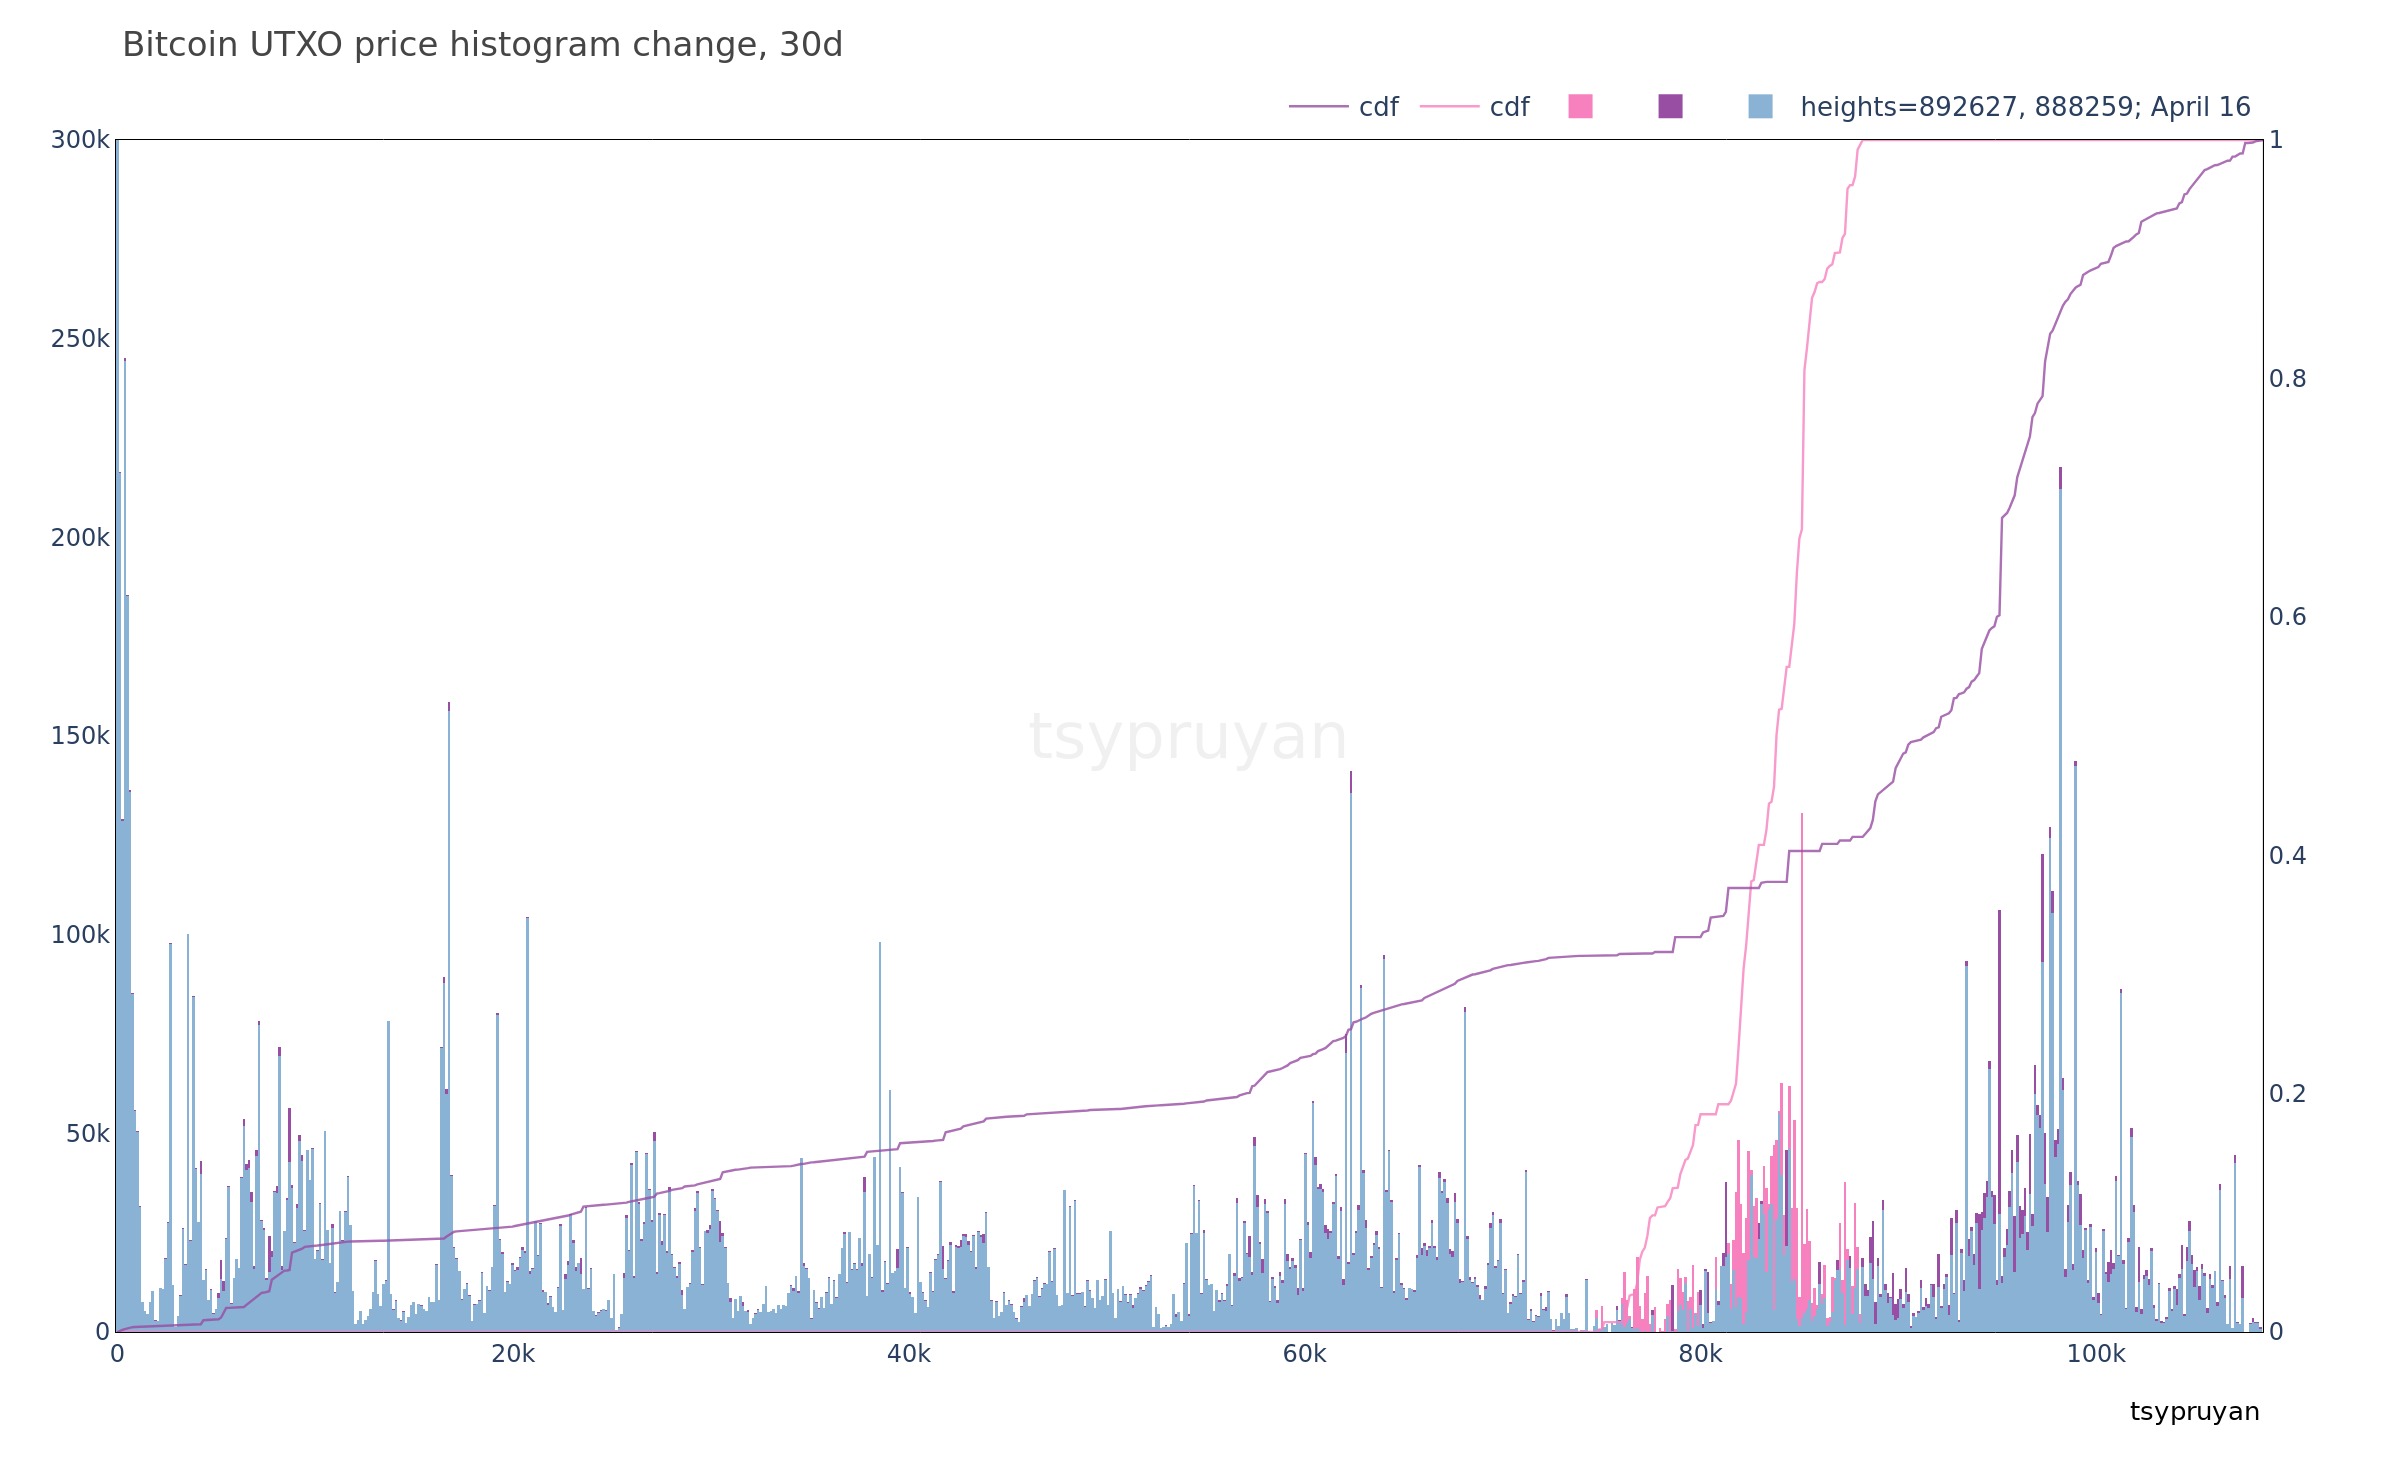 Bitcoin UTXO price histogram change, 30d
cdf cdf heights=892627, 888259; April 16
300k 1
250k
0.8
200k
0.6
150k
tsypruyan
0.4
100k
0.2
50k
0 0
0 20k 40k 60k 80k 100k
tsypruyan